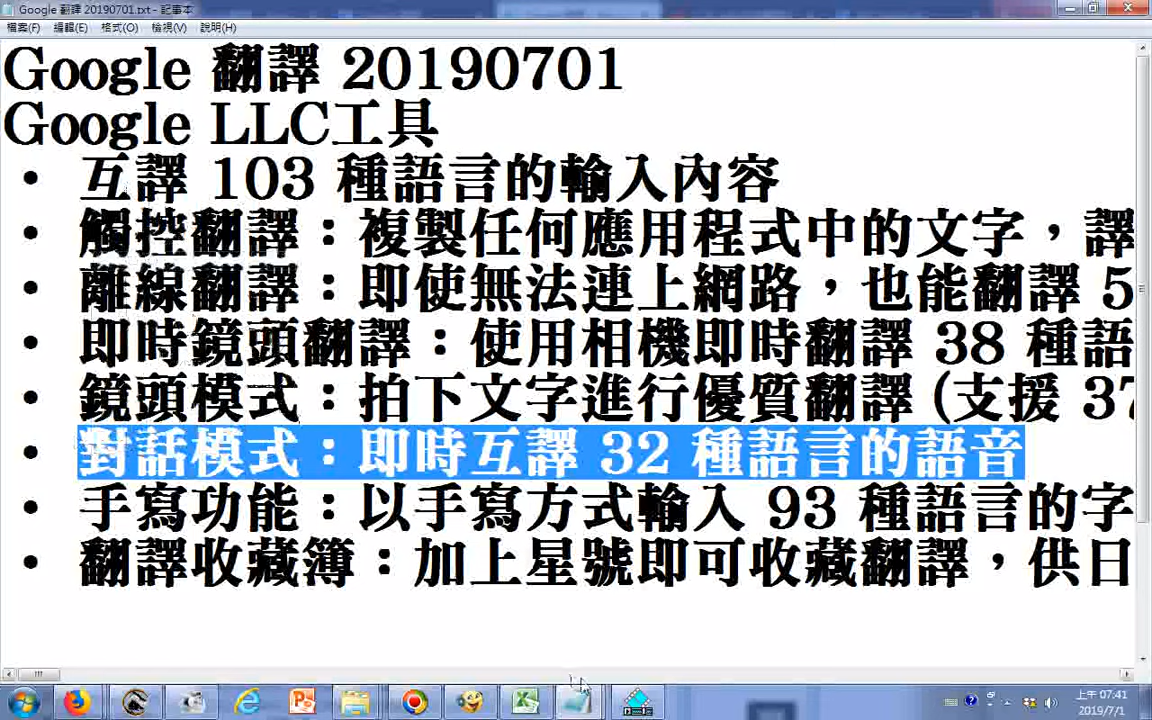 Google 翻譯 20190701.txt - 記事本
檔案(F) 編輯(E) 格式(O) 檢視(V) 說明(H)
Google 翻譯 20190701
Google LLC工具
• 互譯 103 種語言的輸入內容
• 觸控翻譯：複製任何應用程式中的文字，譯
• 離線翻譯：即使無法連上網路，也能翻譯 5
• 即時鏡頭翻譯：使用相機即時翻譯 38 種語
• 鏡頭模式：拍下文字進行優質翻譯 (支援 37
• 對話模式：即時互譯 32 種語言的語音
• 手寫功能：以手寫方式輸入 93 種語言的字
• 翻譯收藏簿：加上星號即可收藏翻譯，供日
上午 07:41
2019/7/1